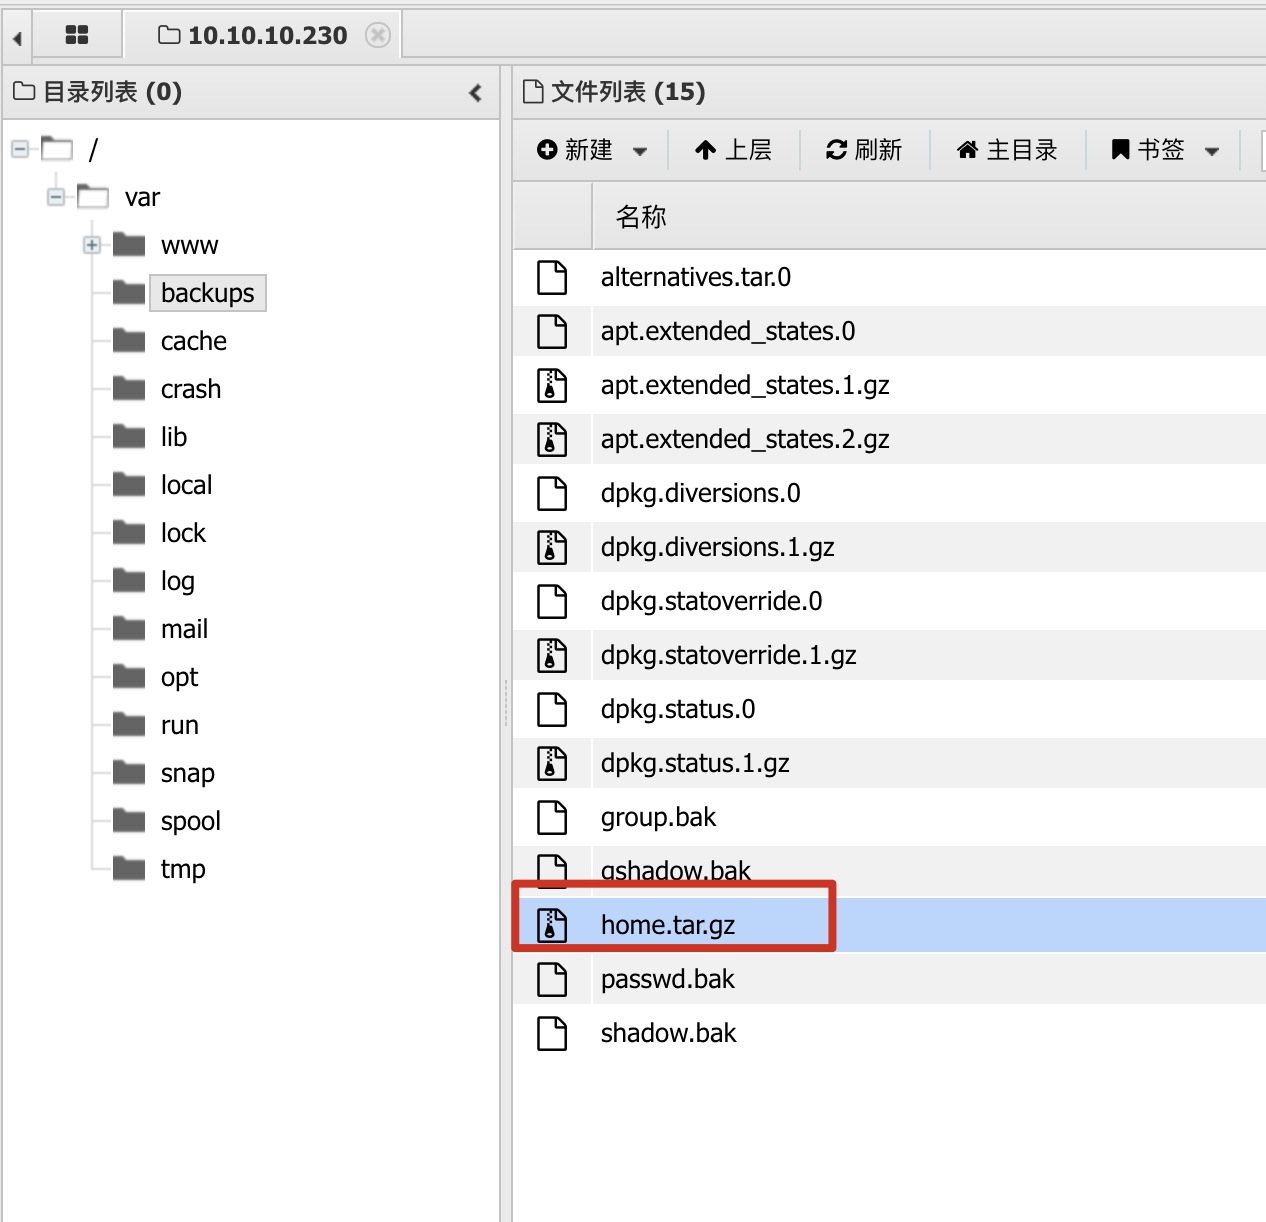 10.10.10.230
目录列表 (0)
/
var
www
backups
cache
crash
lib
local
lock
log
mail
opt
run
snap
spool
tmp
文件列表 (15)
新建 上层 刷新 主目录 书签
名称
alternatives.tar.0
apt.extended_states.0
apt.extended_states.1.gz
apt.extended_states.2.gz
dpkg.diversions.0
dpkg.diversions.1.gz
dpkg.statoverride.0
dpkg.statoverride.1.gz
dpkg.status.0
dpkg.status.1.gz
group.bak
gshadow.bak
home.tar.gz
passwd.bak
shadow.bak